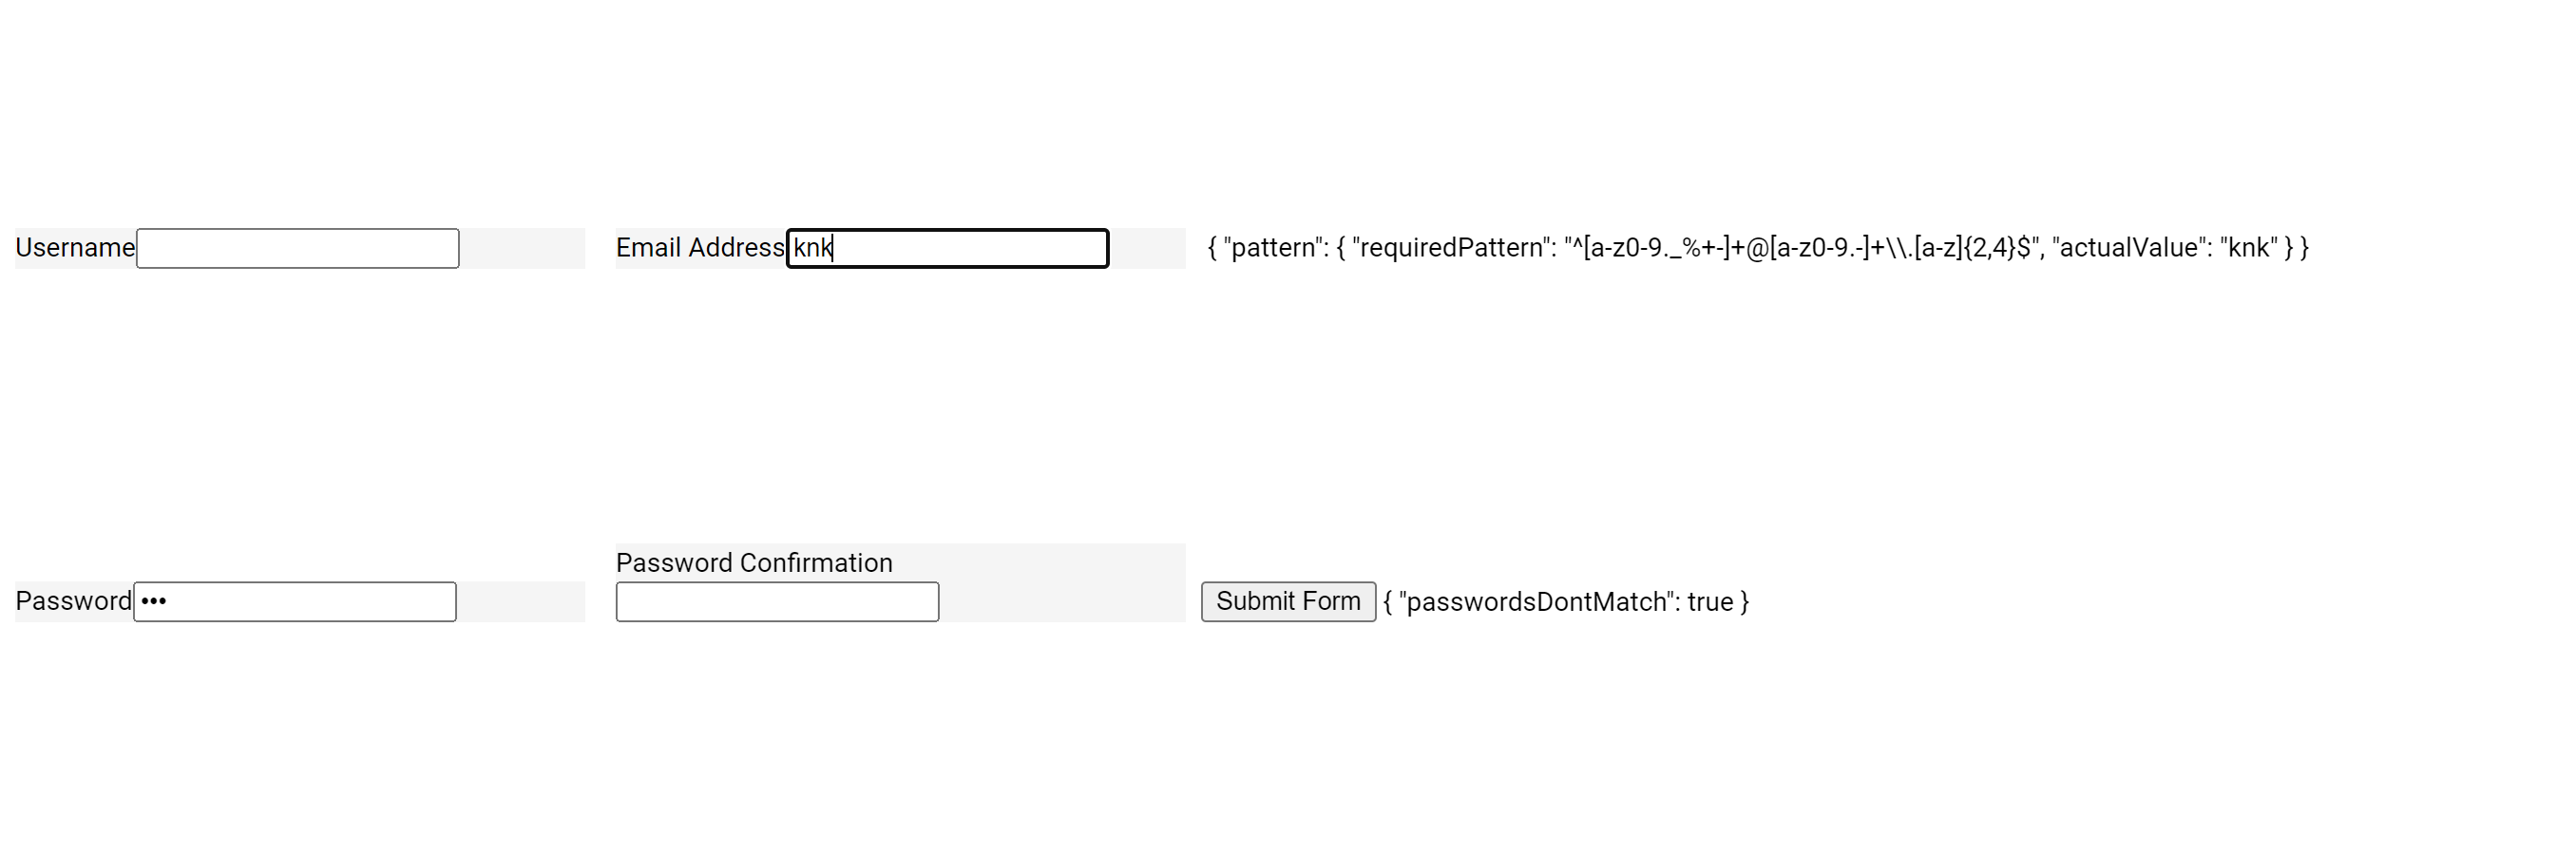 Username Email Address knk { "pattern": { "requiredPattern": "^[a-z0-9._%+-]+@[a-z0-9.-]+\\.[a-z]{2,4}$", "actualValue": "knk" } }
Password Confirmation
Password ••• Submit Form { "passwordsDontMatch": true }